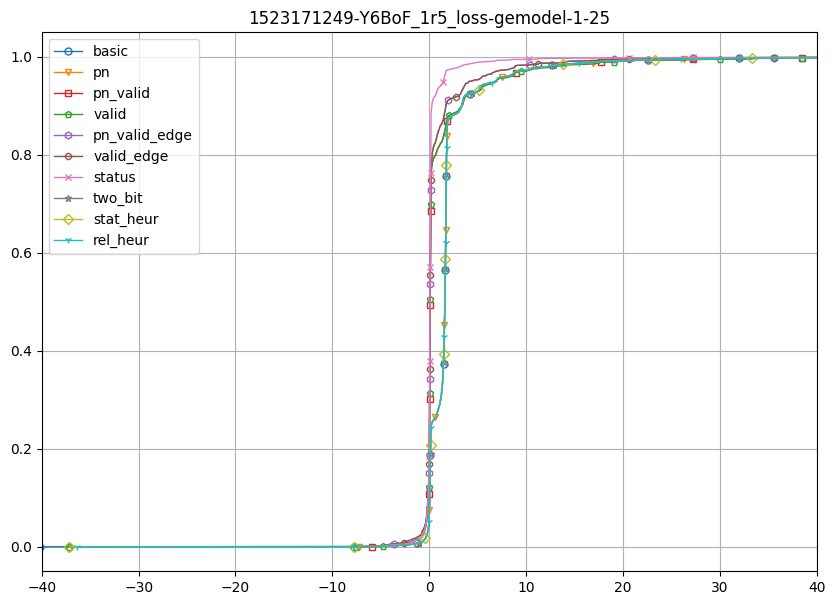 1523171249-Y6BoF_1r5_loss-gemodel-1-25
basic
pn
pn_valid
valid
pn_valid_edge
valid_edge
status
two_bit
stat_heur
rel_heur
1.0
0.8
0.6
0.4
0.2
0.0
−40 −30 −20 −10 0 10 20 30 40